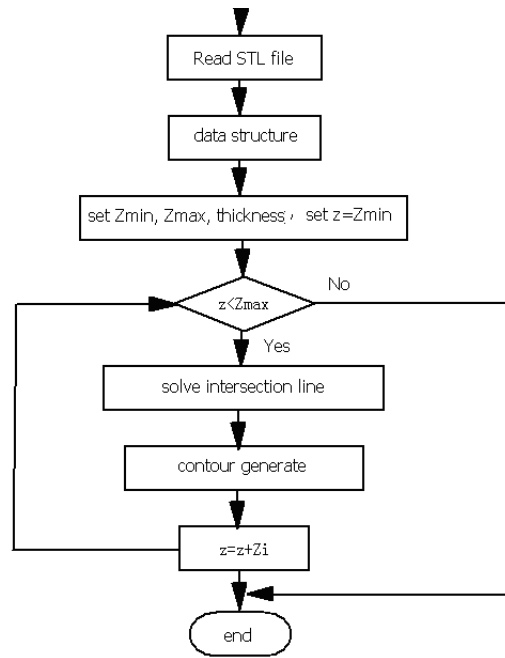 Read STL file
data structure
set Zmin, Zmax, thickness, set z=Zmin
z<Zmax
No
Yes
solve intersection line
contour generate
z=z+Zi
end